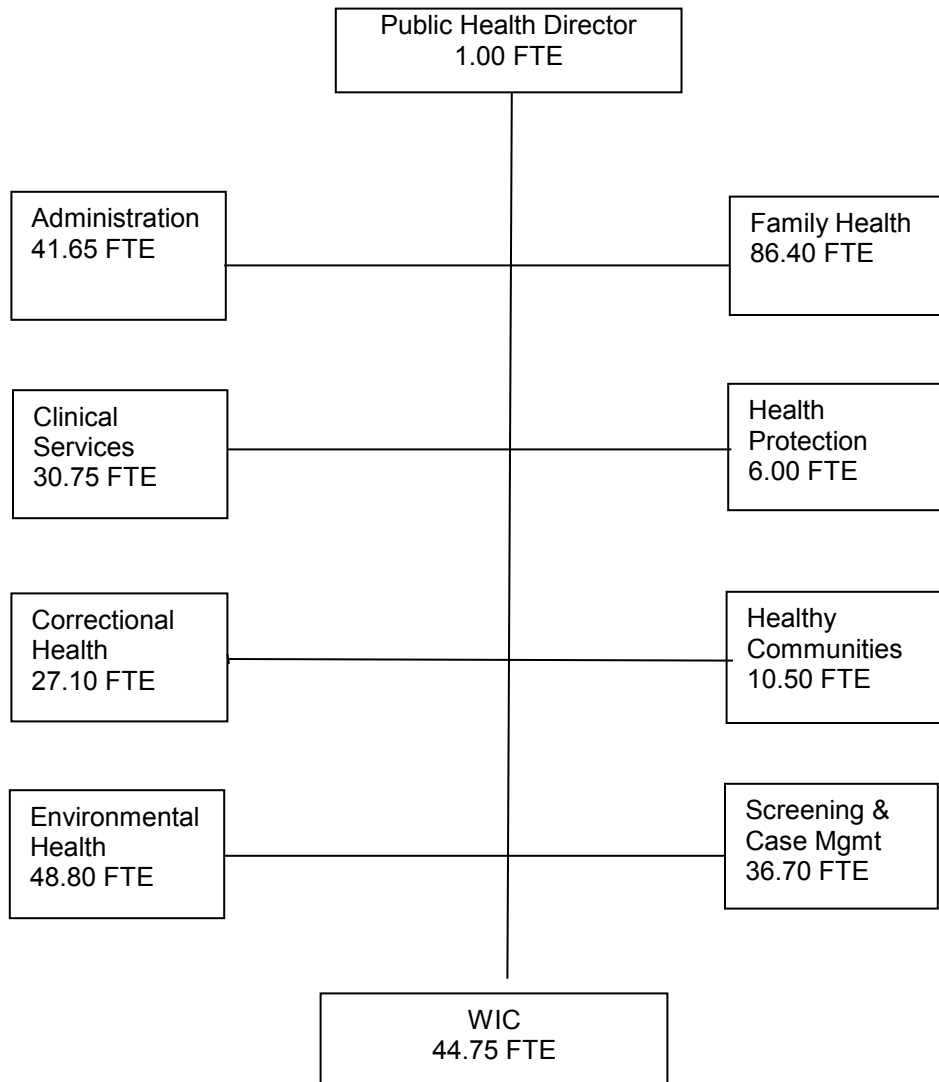 Public Health Director
1.00 FTE
Administration
41.65 FTE
Family Health
86.40 FTE
Clinical
Services
30.75 FTE
Health
Protection
6.00 FTE
Correctional
Health
27.10 FTE
Healthy
Communities
10.50 FTE
Environmental
Health
48.80 FTE
Screening &
Case Mgmt
36.70 FTE
WIC
44.75 FTE